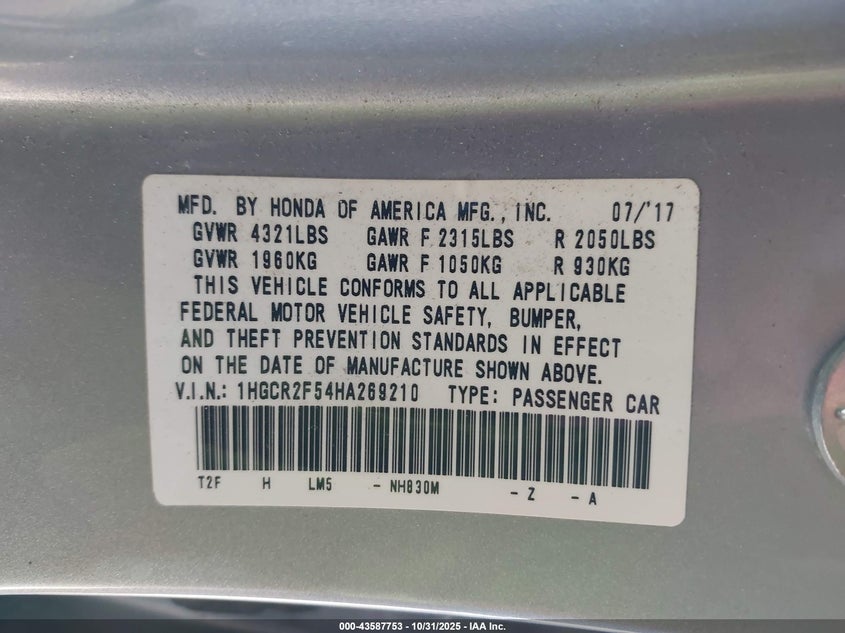 MFD. BY HONDA OF AMERICA MFG., INC. 07/'17
GVWR 4321LBS GAWR F 2315LBS R 2050LBS
GVWR 1960KG GAWR F 1050KG R 930KG
THIS VEHICLE CONFORMS TO ALL APPLICABLE
FEDERAL MOTOR VEHICLE SAFETY, BUMPER,
AND THEFT PREVENTION STANDARDS IN EFFECT
ON THE DATE OF MANUFACTURE SHOWN ABOVE.
V.I.N.: 1HGCR2F54HA269210 TYPE: PASSENGER CAR
T2F H LM5 - NH830M - Z - A
000-43587753 - 10/31/2025 - IAA Inc.